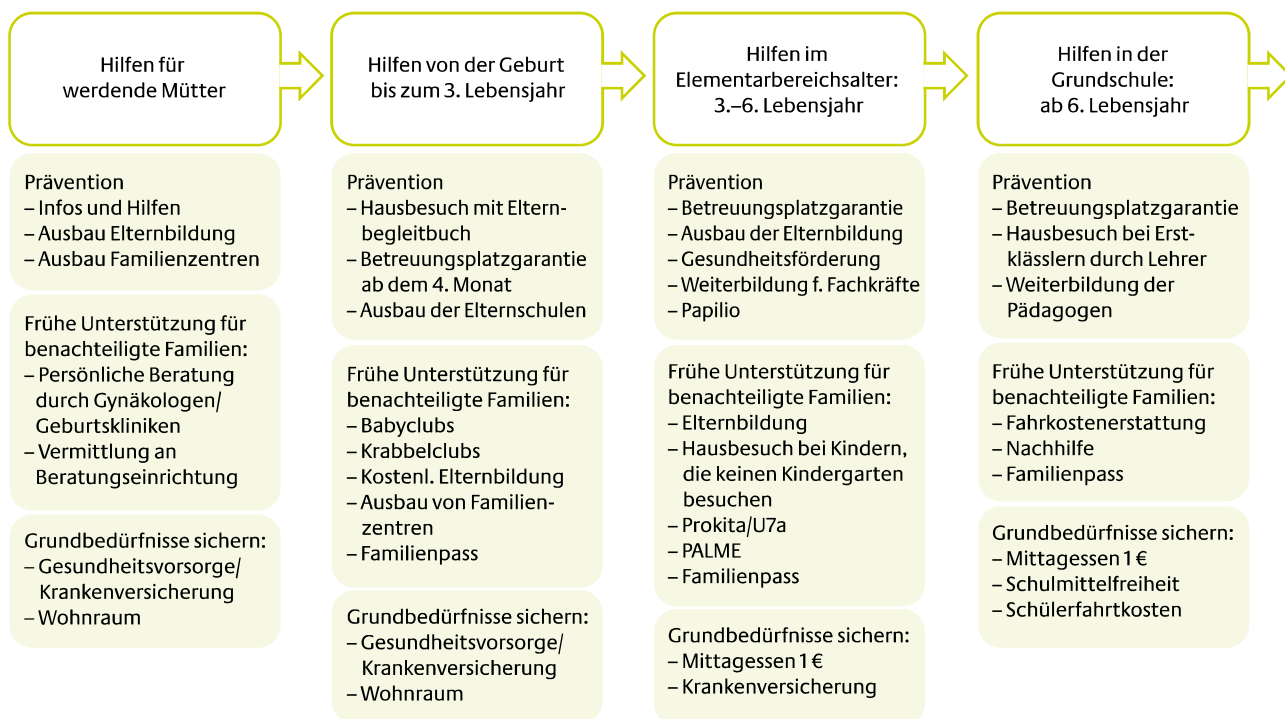 Hilfen für
werdende Mütter
Prävention
– Infos und Hilfen
– Ausbau Elternbildung
– Ausbau Familienzentren
Frühe Unterstützung für
benachteiligte Familien:
– Persönliche Beratung
durch Gynäkologen/
Geburtskliniken
– Vermittlung an
Beratungseinrichtung
Grundbedürfnisse sichern:
– Gesundheitsvorsorge/
Krankenversicherung
– Wohnraum
Hilfen von der Geburt
bis zum 3. Lebensjahr
Prävention
– Hausbesuch mit Eltern-
begleitbuch
– Betreuungsplatzgarantie
ab dem 4. Monat
– Ausbau der Elternschulen
Frühe Unterstützung für
benachteiligte Familien:
– Babyclubs
– Krabbelclubs
– Kostenl. Elternbildung
– Ausbau von Familien-
zentren
– Familienpass
Grundbedürfnisse sichern:
– Gesundheitsvorsorge/
Krankenversicherung
– Wohnraum
Hilfen im
Elementarbereichsalter:
3.–6. Lebensjahr
Prävention
– Betreuungsplatzgarantie
– Ausbau der Elternbildung
– Gesundheitsförderung
– Weiterbildung f. Fachkräfte
– Papilio
Frühe Unterstützung für
benachteiligte Familien:
– Elternbildung
– Hausbesuch bei Kindern,
die keinen Kindergarten
besuchen
– Prokita/U7a
– PALME
– Familienpass
Grundbedürfnisse sichern:
– Mittagessen 1 €
– Krankenversicherung
Hilfen in der
Grundschule:
ab 6. Lebensjahr
Prävention
– Betreuungsplatzgarantie
– Hausbesuch bei Erst-
klässlern durch Lehrer
– Weiterbildung der
Pädagogen
Frühe Unterstützung für
benachteiligte Familien:
– Fahrkostenerstattung
– Nachhilfe
– Familienpass
Grundbedürfnisse sichern:
– Mittagessen 1 €
– Schulmittelfreiheit
– Schülerfahrtkosten